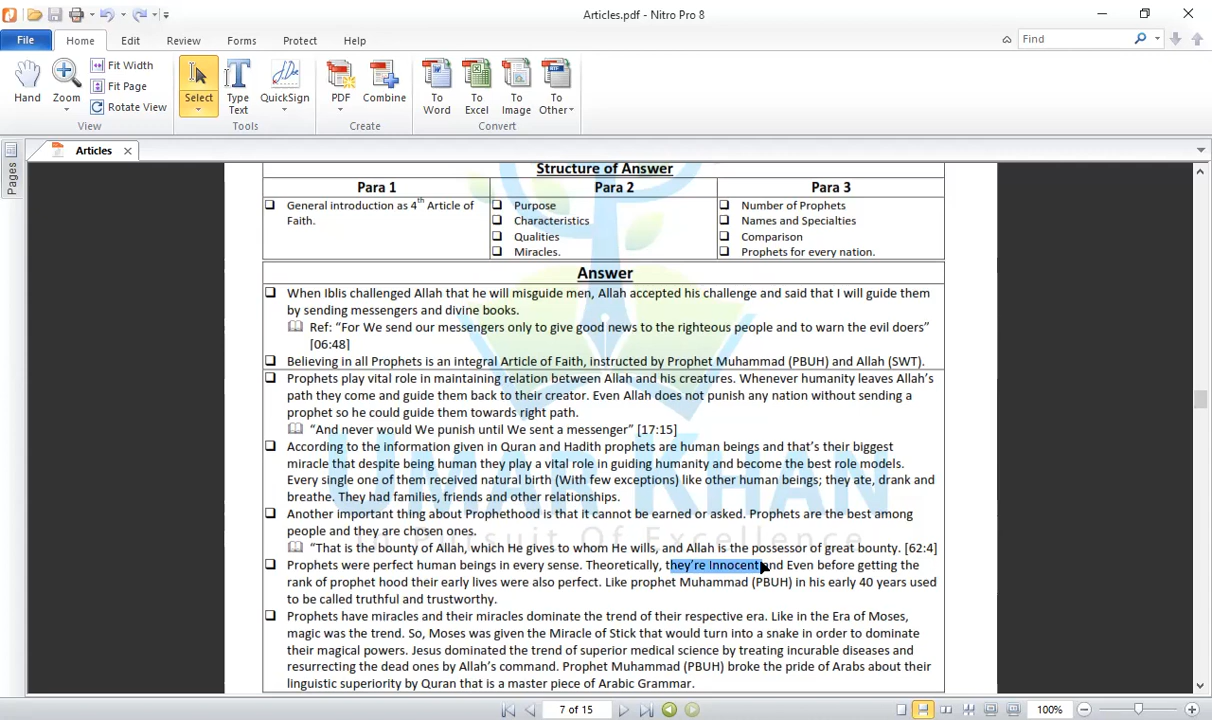 Articles.pdf - Nitro Pro 8
File Home Edit Review Forms Protect Help Find
Hand Zoom Fit Width Fit Page Rotate View Select Type Text QuickSign PDF Combine To Word To Excel To Image To Other
View Tools Create Convert
Articles
Pages
Structure of Answer
Para 1 Para 2 Para 3
General introduction as 4th Article of Faith.
Purpose
Characteristics
Qualities
Miracles.
Number of Prophets
Names and Specialties
Comparison
Prophets for every nation.
Answer
When Iblis challenged Allah that he will misguide men, Allah accepted his challenge and said that I will guide them
by sending messengers and divine books.
Ref: “For We send our messengers only to give good news to the righteous people and to warn the evil doers”
[06:48]
Believing in all Prophets is an integral Article of Faith, instructed by Prophet Muhammad (PBUH) and Allah (SWT).
Prophets play vital role in maintaining relation between Allah and his creatures. Whenever humanity leaves Allah’s
path they come and guide them back to their creator. Even Allah does not punish any nation without sending a
prophet so he could guide them towards right path.
“And never would We punish until We sent a messenger” [17:15]
According to the information given in Quran and Hadith prophets are human beings and that’s their biggest
miracle that despite being human they play a vital role in guiding humanity and become the best role models.
Every single one of them received natural birth (With few exceptions) like other human beings; they ate, drank and
breathe. They had families, friends and other relationships.
Another important thing about Prophethood is that it cannot be earned or asked. Prophets are the best among
people and they are chosen ones.
“That is the bounty of Allah, which He gives to whom He wills, and Allah is the possessor of great bounty. [62:4]
Prophets were perfect human beings in every sense. Theoretically, they’re Innocent and Even before getting the
rank of prophet hood their early lives were also perfect. Like prophet Muhammad (PBUH) in his early 40 years used
to be called truthful and trustworthy.
Prophets have miracles and their miracles dominate the trend of their respective era. Like in the Era of Moses,
magic was the trend. So, Moses was given the Miracle of Stick that would turn into a snake in order to dominate
their magical powers. Jesus dominated the trend of superior medical science by treating incurable diseases and
resurrecting the dead ones by Allah’s command. Prophet Muhammad (PBUH) broke the pride of Arabs about their
linguistic superiority by Quran that is a master piece of Arabic Grammar.
UMAR KHAN
In Pursuit Of Excellence
7 of 15
100%